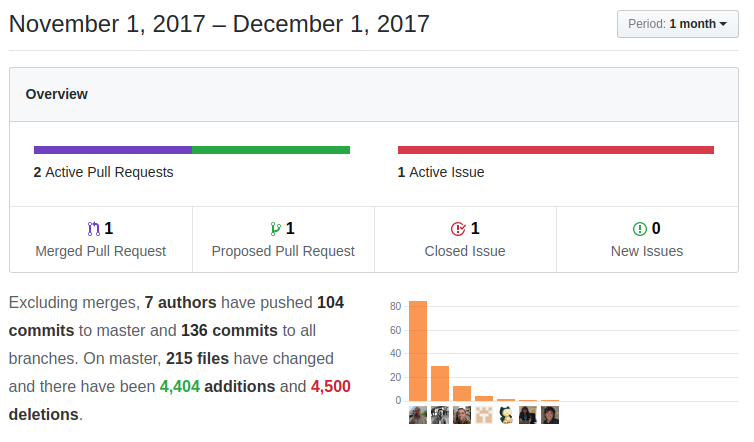 November 1, 2017 – December 1, 2017
Period: 1 month
Overview
2 Active Pull Requests
1 Active Issue
1
Merged Pull Request
1
Proposed Pull Request
1
Closed Issue
0
New Issues
Excluding merges, 7 authors have pushed 104
commits to master and 136 commits to all
branches. On master, 215 files have changed
and there have been 4,404 additions and 4,500
deletions.
80
60
40
20
0